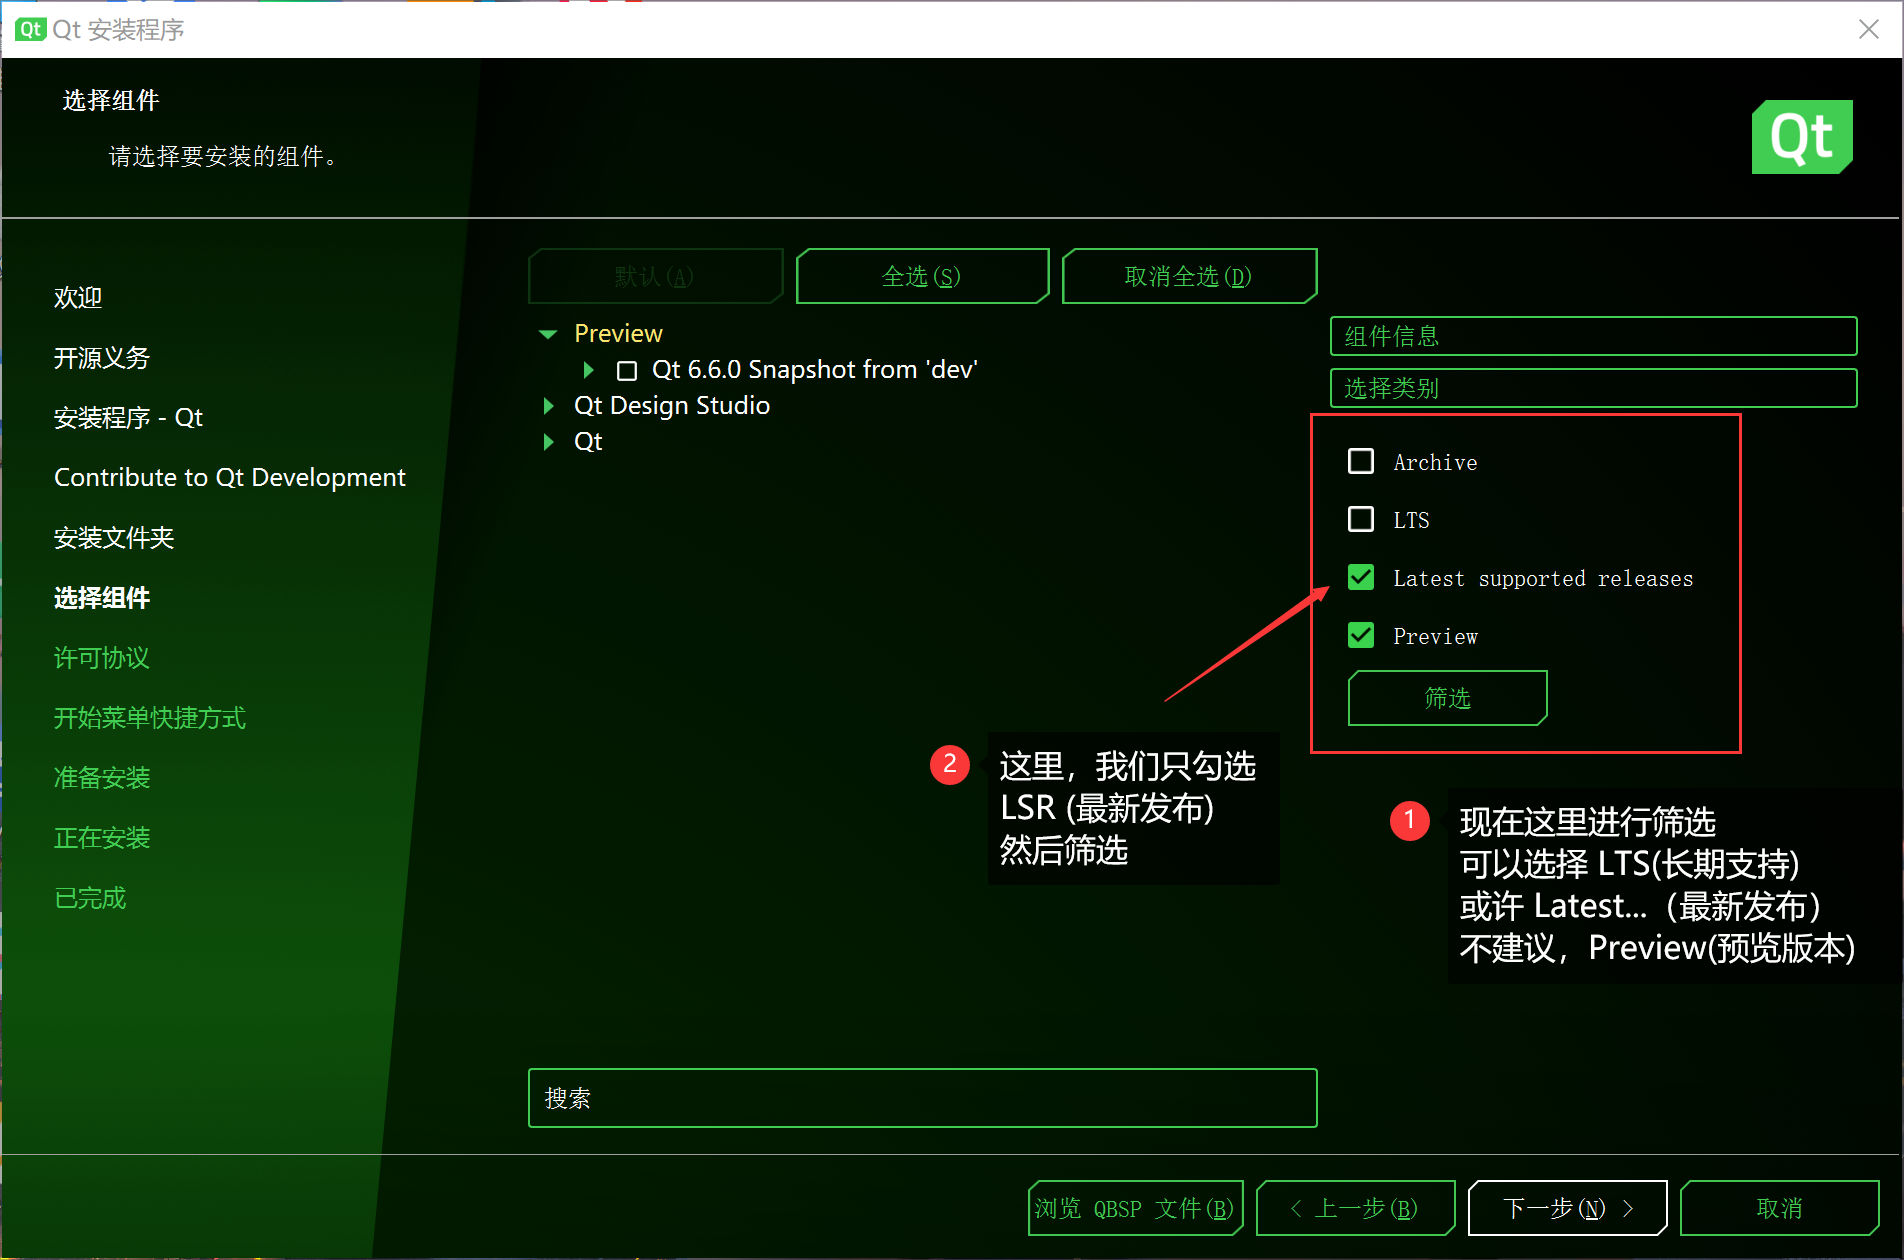 Qt Qt 安装程序
选择组件
请选择要安装的组件。
Qt
欢迎
开源义务
安装程序 - Qt
Contribute to Qt Development
安装文件夹
选择组件
许可协议
开始菜单快捷方式
准备安装
正在安装
已完成
默认(A)
全选(S)
取消全选(D)
Preview
Qt 6.6.0 Snapshot from 'dev'
Qt Design Studio
Qt
组件信息
选择类别
Archive
LTS
Latest supported releases
Preview
筛选
2
这里，我们只勾选
LSR (最新发布)
然后筛选
1
现在这里进行筛选
可以选择 LTS(长期支持)
或许 Latest...（最新发布）
不建议，Preview(预览版本)
搜索
浏览 QBSP 文件(B)
< 上一步(B)
下一步(N) >
取消